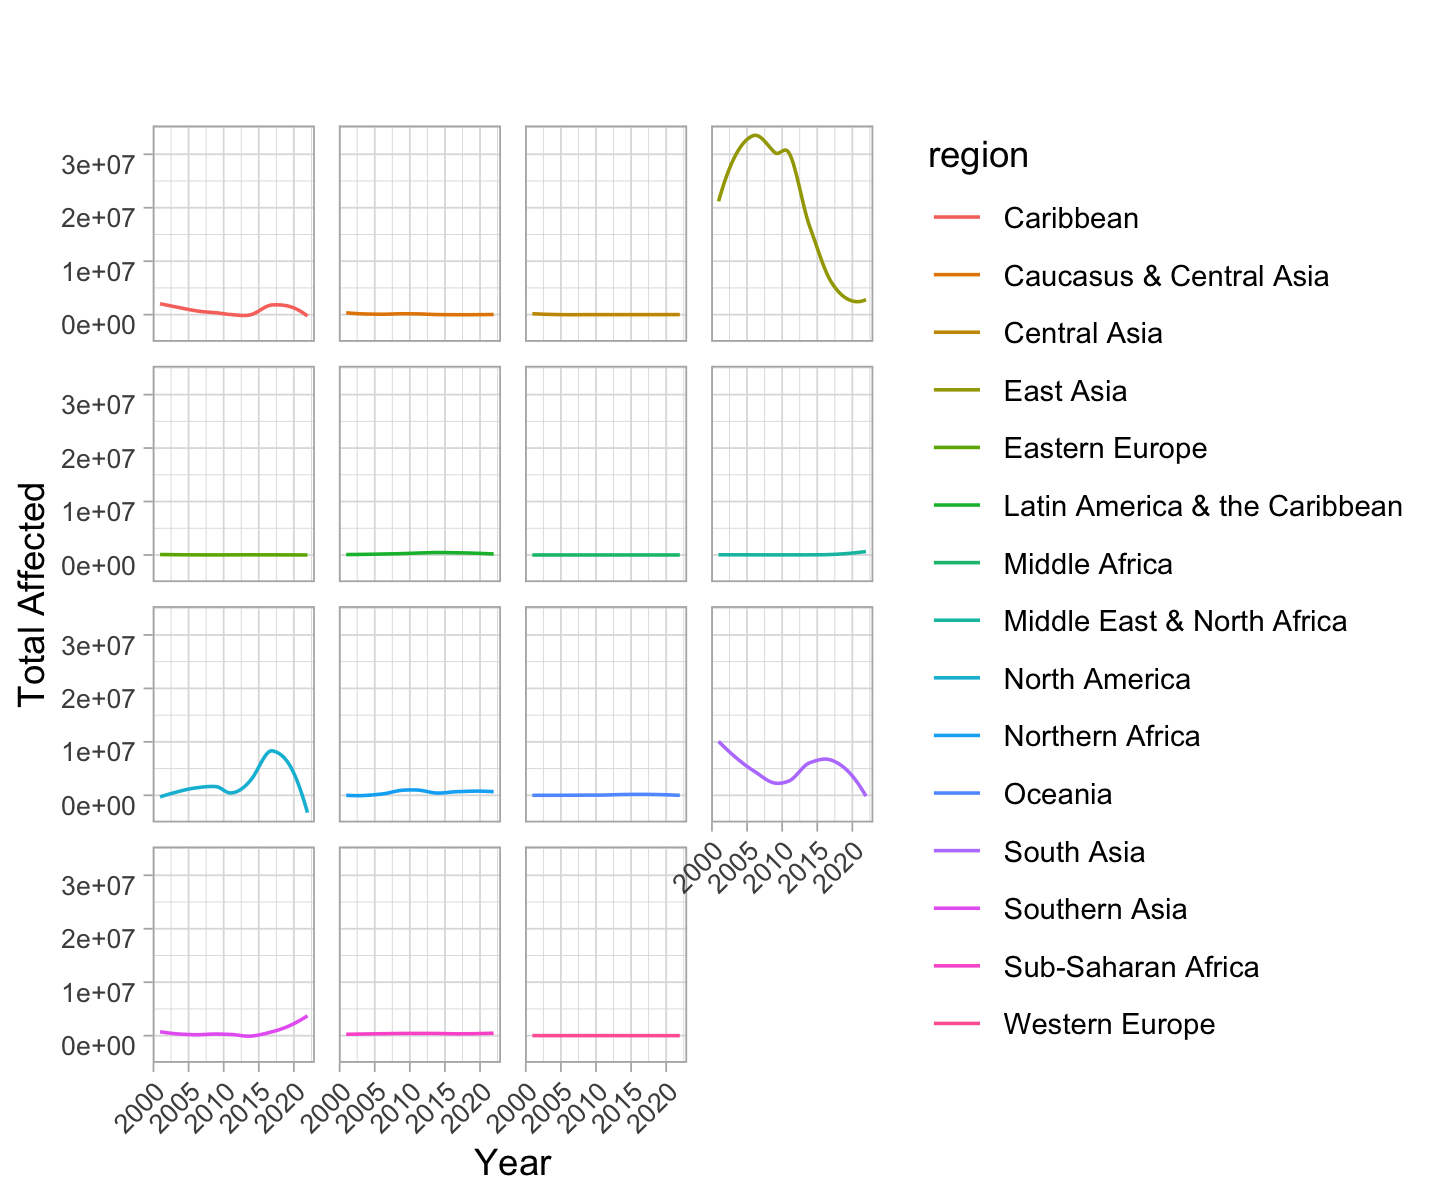 Total Affected
3e+07
2e+07
1e+07
0e+00
3e+07
2e+07
1e+07
0e+00
3e+07
2e+07
1e+07
0e+00
2000 2005 2010 2015 2020
3e+07
2e+07
1e+07
0e+00
2000 2005 2010 2015 2020 2000 2005 2010 2015 2020 2000 2005 2010 2015 2020
Year
region
Caribbean
Caucasus & Central Asia
Central Asia
East Asia
Eastern Europe
Latin America & the Caribbean
Middle Africa
Middle East & North Africa
North America
Northern Africa
Oceania
South Asia
Southern Asia
Sub-Saharan Africa
Western Europe